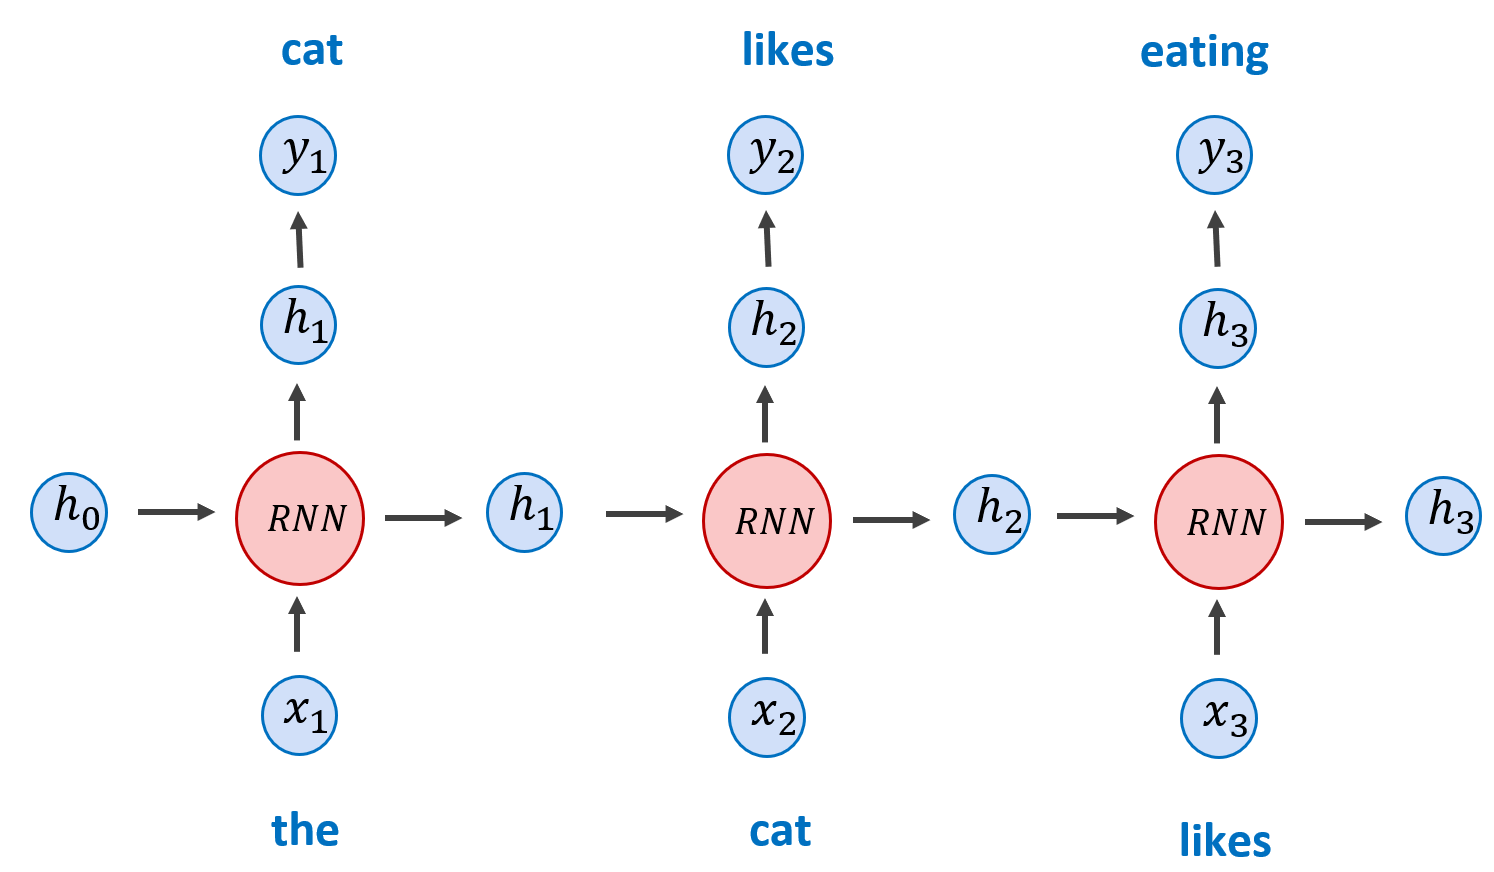 cat likes eating
y₁ y₂ y₃
h₁ h₂ h₃
h₀ RNN h₁ RNN h₂ RNN h₃
x₁ x₂ x₃
the cat likes